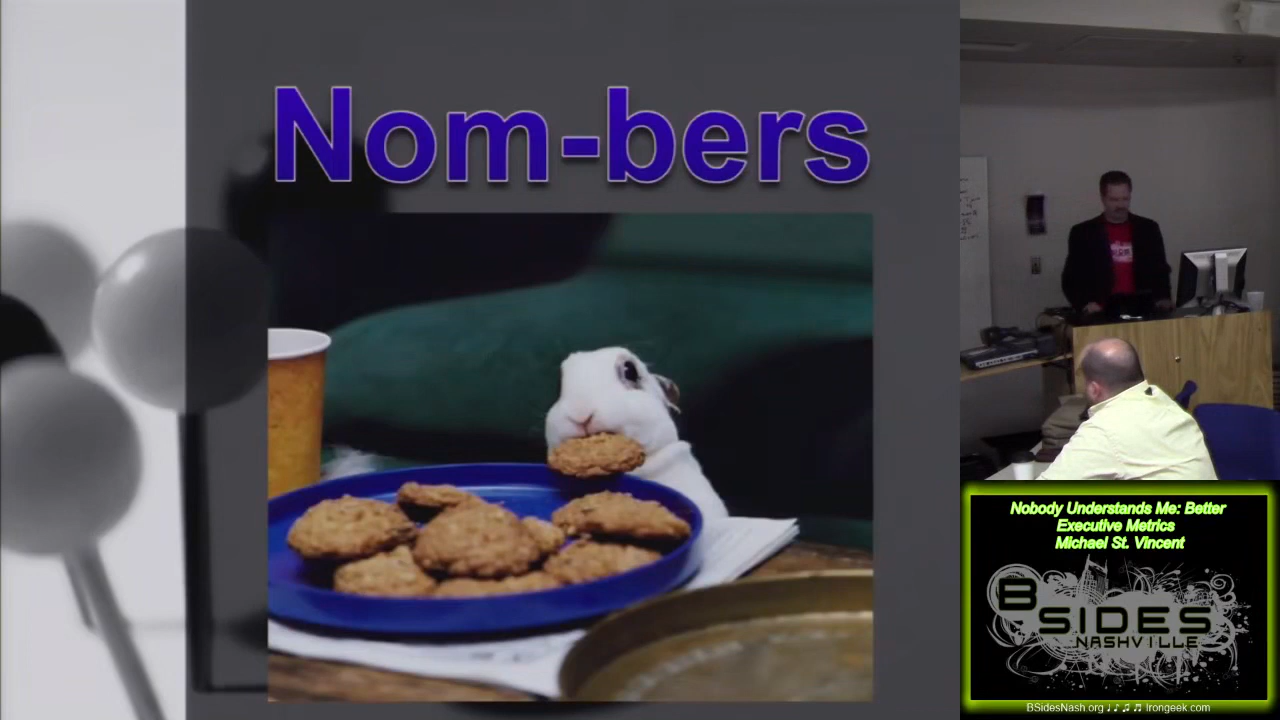 Nom-bers
Nobody Understands Me: Better
Executive Metrics
Michael St. Vincent
BSIDES
NASHVILLE
BSidesNash.org ♩ ♪ ♫ ♬ Irongeek.com